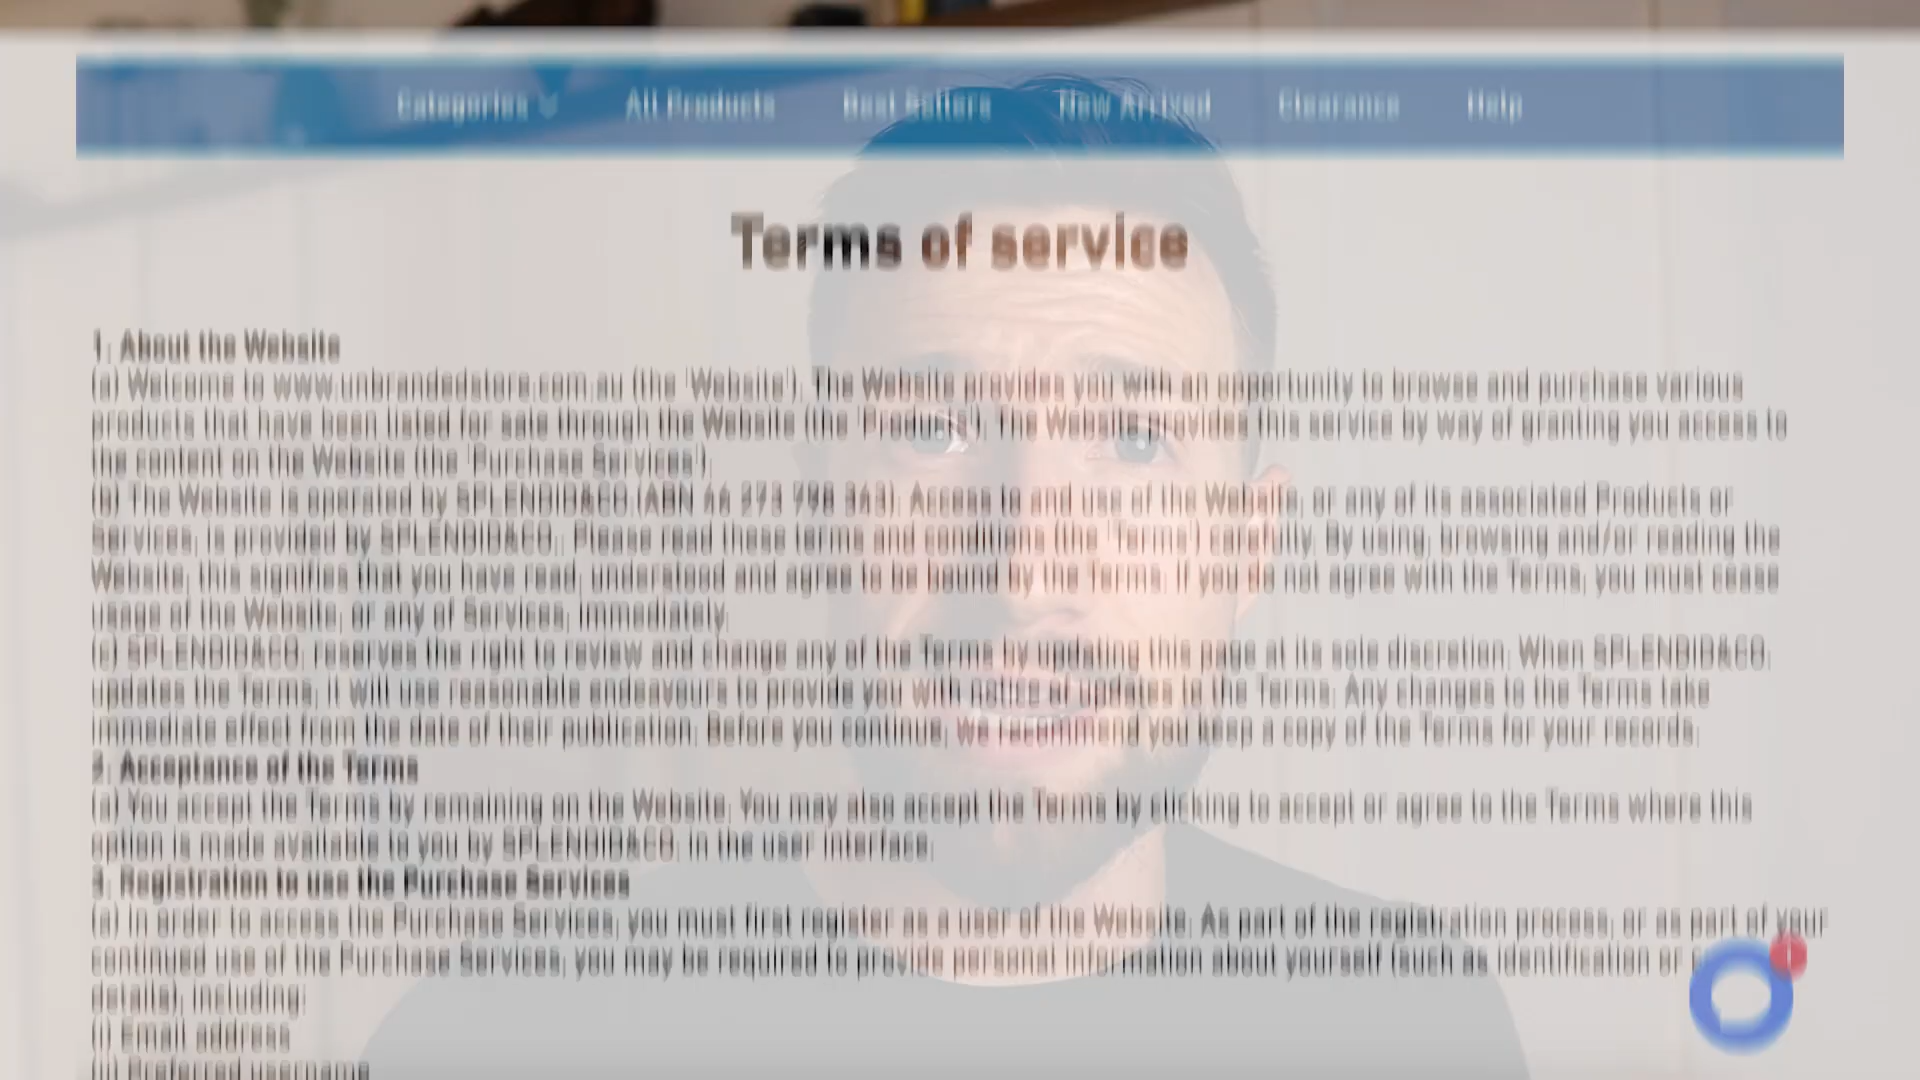 Categories All Products Best Sellers New Arrived Clearance Help
Terms of service
1. About the Website
(a) Welcome to www.unbrandedstore.com.au (the 'Website'). The Website provides you with an opportunity to browse and purchase various
products that have been listed for sale through the Website (the 'Products'). The Website provides this service by way of granting you access to
the content on the Website (the 'Purchase Services').
(b) The Website is operated by SPLENDID&CO.(ABN 46 273 798 343). Access to and use of the Website, or any of its associated Products or
Services, is provided by SPLENDID&CO.. Please read these terms and conditions (the 'Terms') carefully. By using, browsing and/or reading the
Website, this signifies that you have read, understood and agree to be bound by the Terms. If you do not agree with the Terms, you must cease
usage of the Website, or any of Services, immediately.
(c) SPLENDID&CO. reserves the right to review and change any of the Terms by updating this page at its sole discretion. When SPLENDID&CO.
updates the Terms, it will use reasonable endeavours to provide you with notice of updates to the Terms. Any changes to the Terms take
immediate effect from the date of their publication. Before you continue, we recommend you keep a copy of the Terms for your records.
2. Acceptance of the Terms
(a) You accept the Terms by remaining on the Website. You may also accept the Terms by clicking to accept or agree to the Terms where this
option is made available to you by SPLENDID&CO. in the user interface.
3. Registration to use the Purchase Services
(a) In order to access the Purchase Services, you must first register as a user of the Website. As part of the registration process, or as part of your
continued use of the Purchase Services, you may be required to provide personal information about yourself (such as identification or
details), including:
(i) Email address
(ii) Preferred username